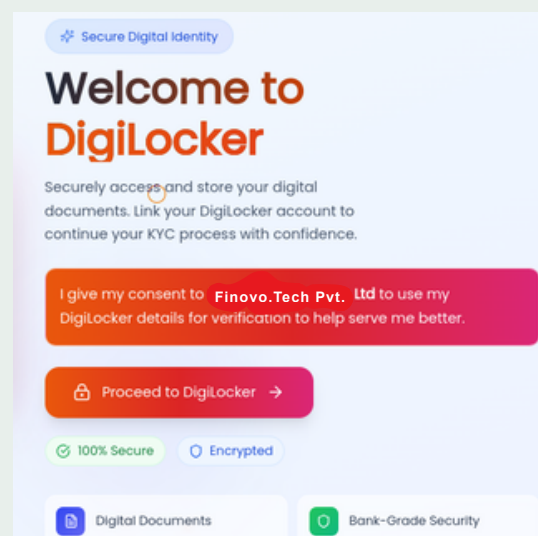 Secure Digital Identity
Welcome to
DigiLocker
Securely access and store your digital
documents. Link your DigiLocker account to
continue your KYC process with confidence.
I give my consent to Finovo.Tech Pvt. Ltd to use my
DigiLocker details for verification to help serve me better.
Proceed to DigiLocker
100% Secure
Encrypted
Digital Documents
Bank-Grade Security